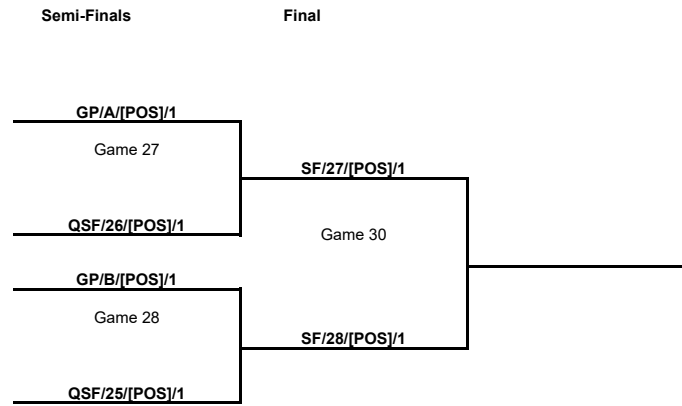 Semi-Finals Final
GP/A/[POS]/1
Game 27
SF/27/[POS]/1
QSF/26/[POS]/1
Game 30
GP/B/[POS]/1
Game 28
SF/28/[POS]/1
QSF/25/[POS]/1